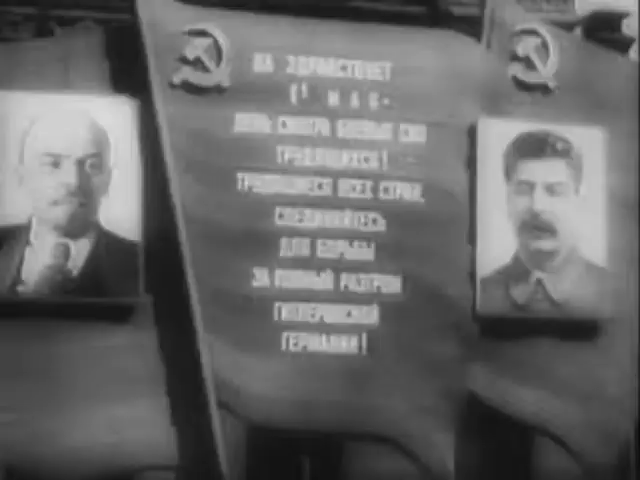 ДА ЗДРАВСТВУЕТ
1 МАЯ-
ДЕНЬ СМОТРА БОЕВЫХ СИЛ
ТРУДЯЩИХСЯ!
ТРУДЯЩИЕСЯ ВСЕХ СТРАН,
СОЕДИНЯЙТЕСЬ
ДЛЯ БОРЬБЫ
ЗА ПОЛНЫЙ РАЗГРОМ
ГИТЛЕРОВСКОЙ
ГЕРМАНИИ!